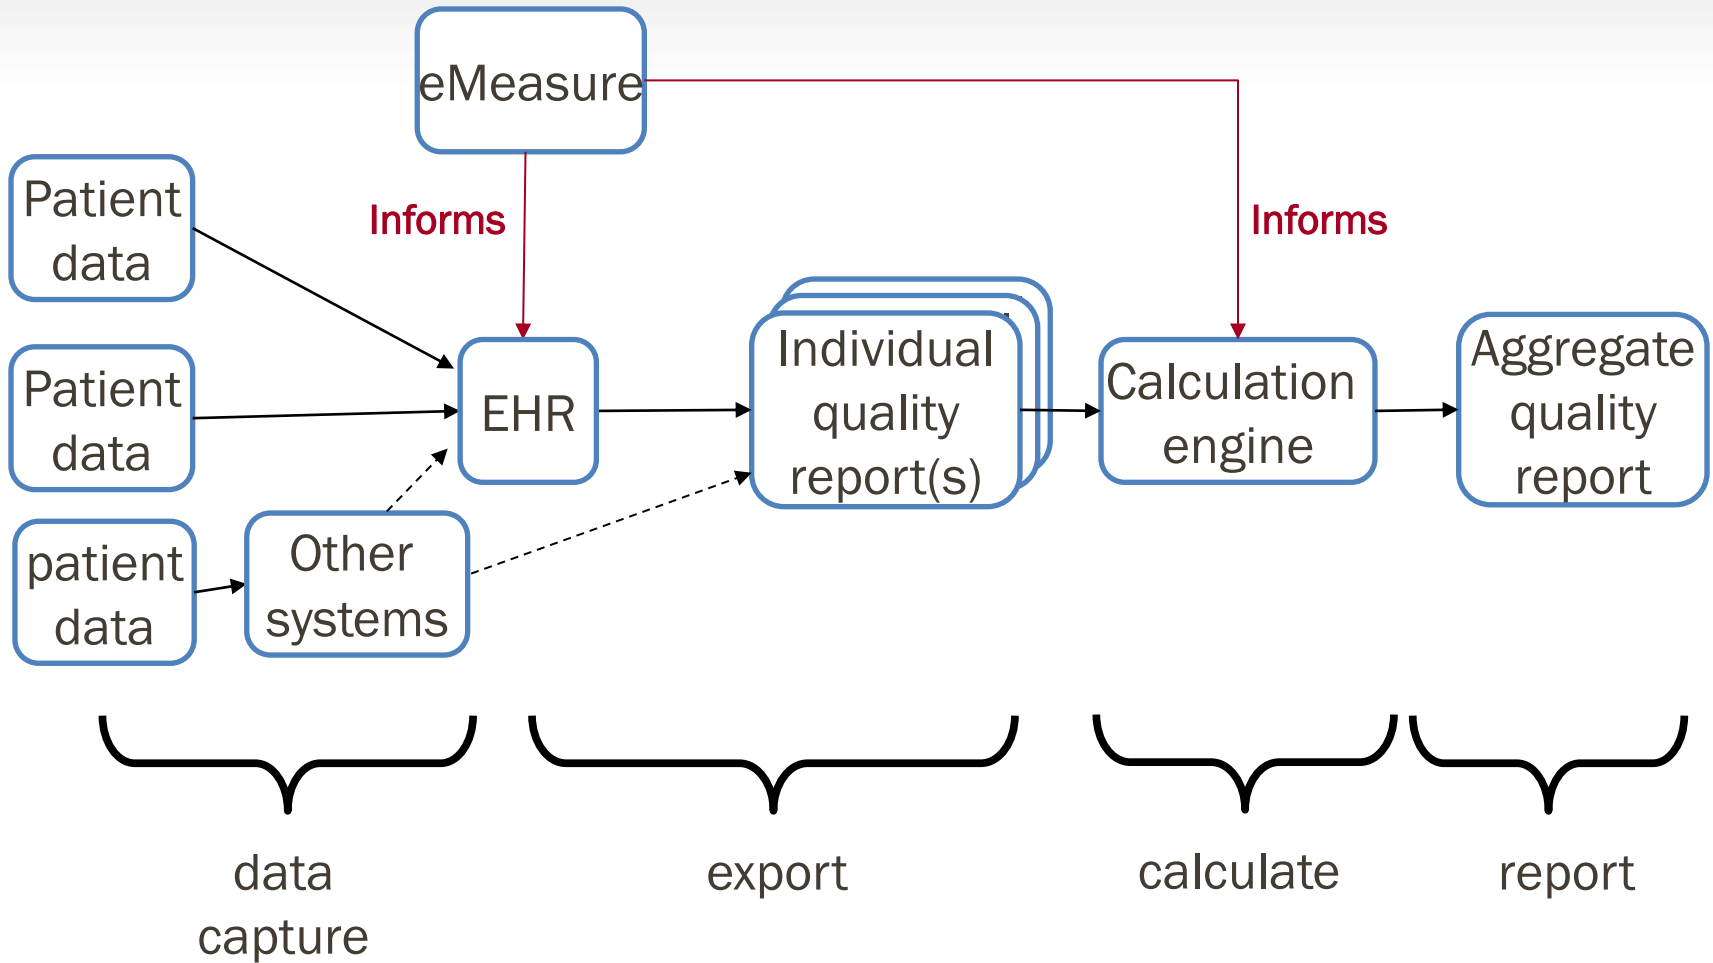 eMeasure
Patient
data
Informs
Informs
Patient
data
EHR
Individual
quality
report(s)
Calculation
engine
Aggregate
quality
report
patient
data
Other
systems
data
capture
export
calculate
report